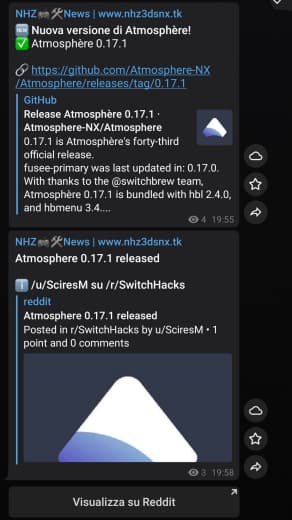 NHZ🎮🛠News | www.nhz3dsnx.tk
🆕 Nuova versione di Atmosphère!
✅ Atmosphère 0.17.1
🔗 https://github.com/Atmosphere-NX
/Atmosphere/releases/tag/0.17.1
GitHub
Release Atmosphère 0.17.1 ·
Atmosphere-NX/Atmosphere
0.17.1 is Atmosphère's forty-third
official release.
fusee-primary was last updated in: 0.17.0.
With thanks to the @switchbrew team,
Atmosphère 0.17.1 is bundled with hbl 2.4.0,
and hbmenu 3.4....
4 19:55
NHZ🎮🛠News | www.nhz3dsnx.tk
Atmosphere 0.17.1 released
ℹ️ /u/SciresM su /r/SwitchHacks
reddit
Atmosphere 0.17.1 released
Posted in r/SwitchHacks by u/SciresM • 1
point and 0 comments
3 19:58
Visualizza su Reddit